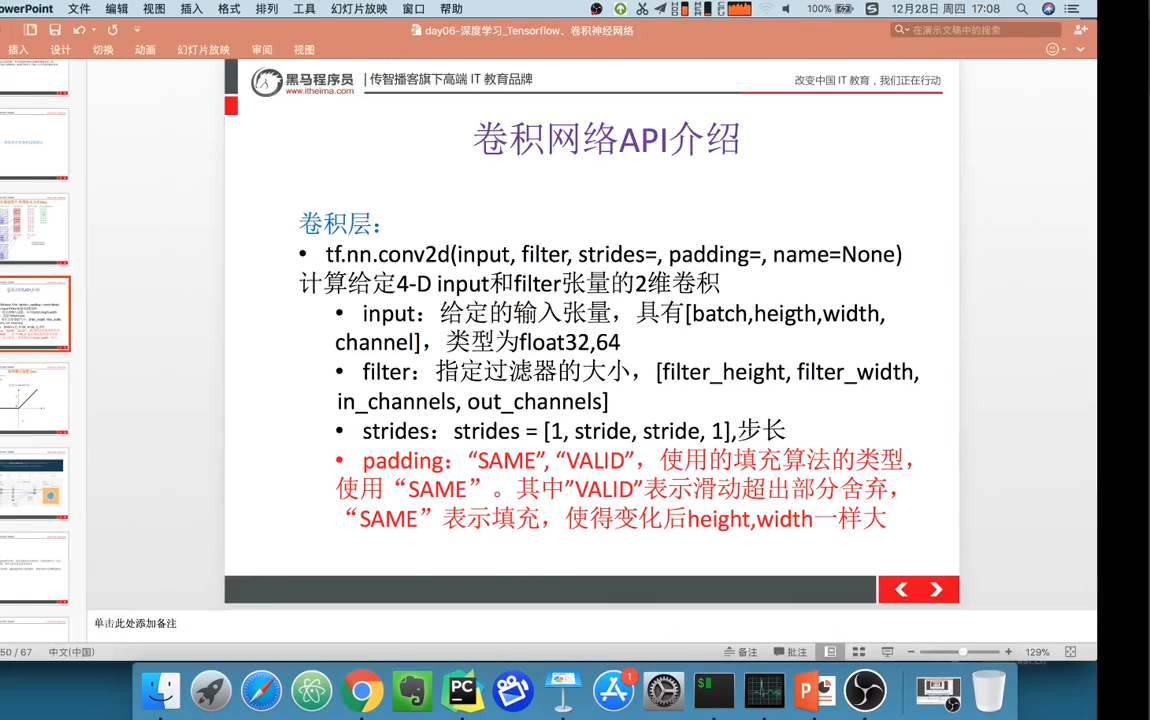 PowerPoint 文件 编辑 视图 插入 格式 工具 幻灯片放映 窗口 帮助 100% 12月28日 周四 17:08
day06-深度学习_Tensorflow、卷积神经网络
在演示文稿中的搜索
插入 设计 切换 动画 幻灯片放映 审阅 视图
黑马程序员 传智播客旗下高端 IT 教育品牌
www.itheima.com
改变中国 IT 教育，我们正在行动
卷积网络API介绍
卷积层：
• tf.nn.conv2d(input, filter, strides=, padding=, name=None)
计算给定4-D input和filter张量的2维卷积
• input：给定的输入张量，具有[batch,heigth,width,
channel]，类型为float32,64
• filter：指定过滤器的大小，[filter_height, filter_width,
in_channels, out_channels]
• strides：strides = [1, stride, stride, 1],步长
• padding：“SAME”, “VALID”，使用的填充算法的类型，
使用“SAME”。其中”VALID”表示滑动超出部分舍弃，
“SAME”表示填充，使得变化后height,width一样大
单击此处添加备注
50 / 67 中文(中国) 备注 批注 129%
PC
1
$
P